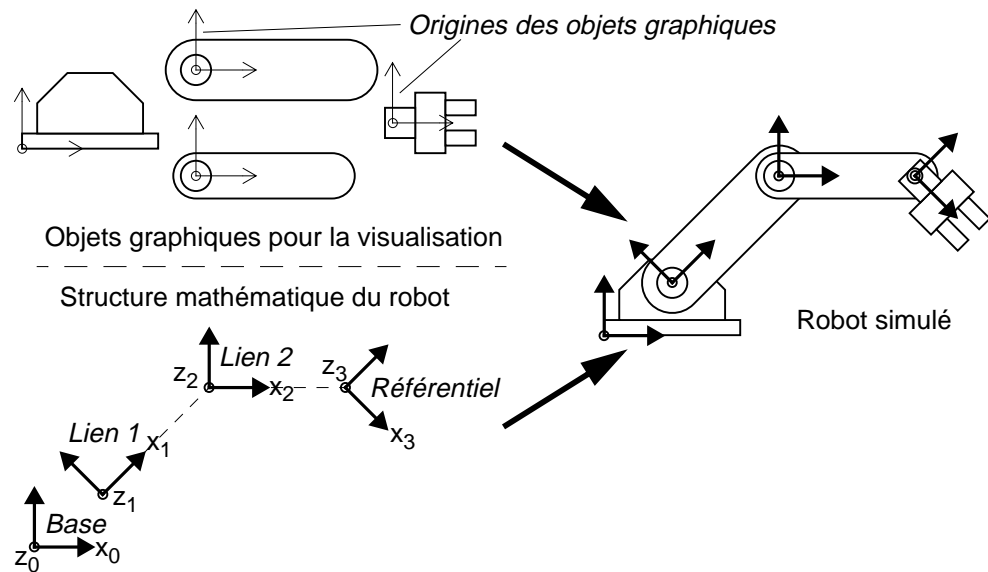 Origines des objets graphiques
Objets graphiques pour la visualisation
Structure mathématique du robot
Lien 2
z2
x2
z3
Référentiel
x3
Lien 1
x1
z1
Base
z0
x0
Robot simulé